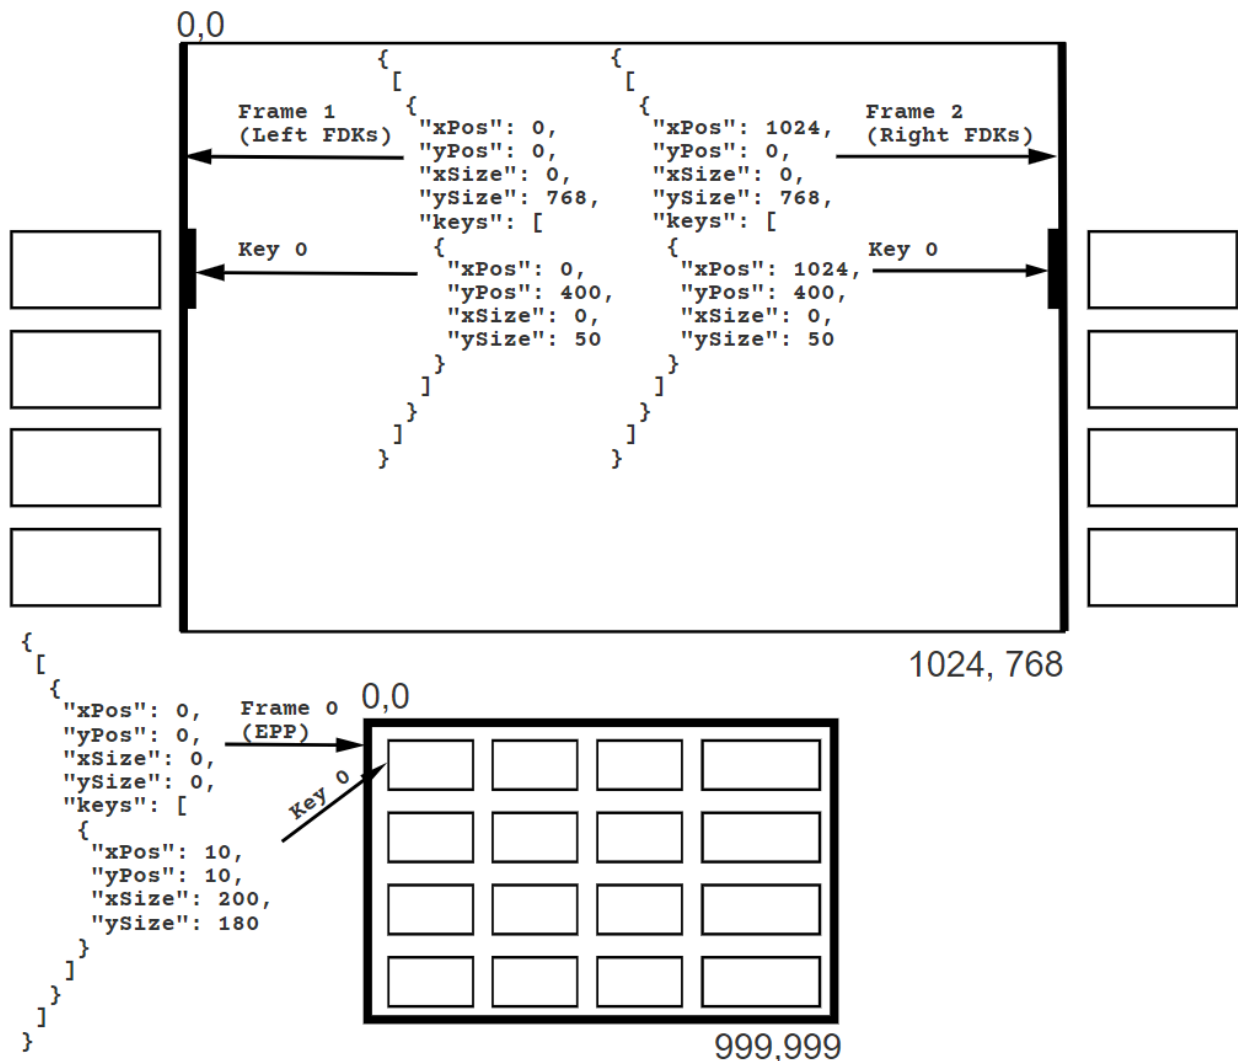 0,0
{
[
{
"xPos": 0,
"yPos": 0,
"xSize": 0,
"ySize": 768,
"keys": [
{
"xPos": 0,
"yPos": 400,
"xSize": 0,
"ySize": 50
}
]
}
]
}
Frame 1
(Left FDKs)
Key 0
{
[
{
"xPos": 1024,
"yPos": 0,
"xSize": 0,
"ySize": 768,
"keys": [
{
"xPos": 1024,
"yPos": 400,
"xSize": 0,
"ySize": 50
}
]
}
]
}
Frame 2
(Right FDKs)
Key 0
1024, 768
{
[
{
"xPos": 0,
"yPos": 0,
"xSize": 0,
"ySize": 0,
"keys": [
{
"xPos": 10,
"yPos": 10,
"xSize": 200,
"ySize": 180
}
]
}
]
}
Frame 0
(EPP)
Key 0
0,0
999,999